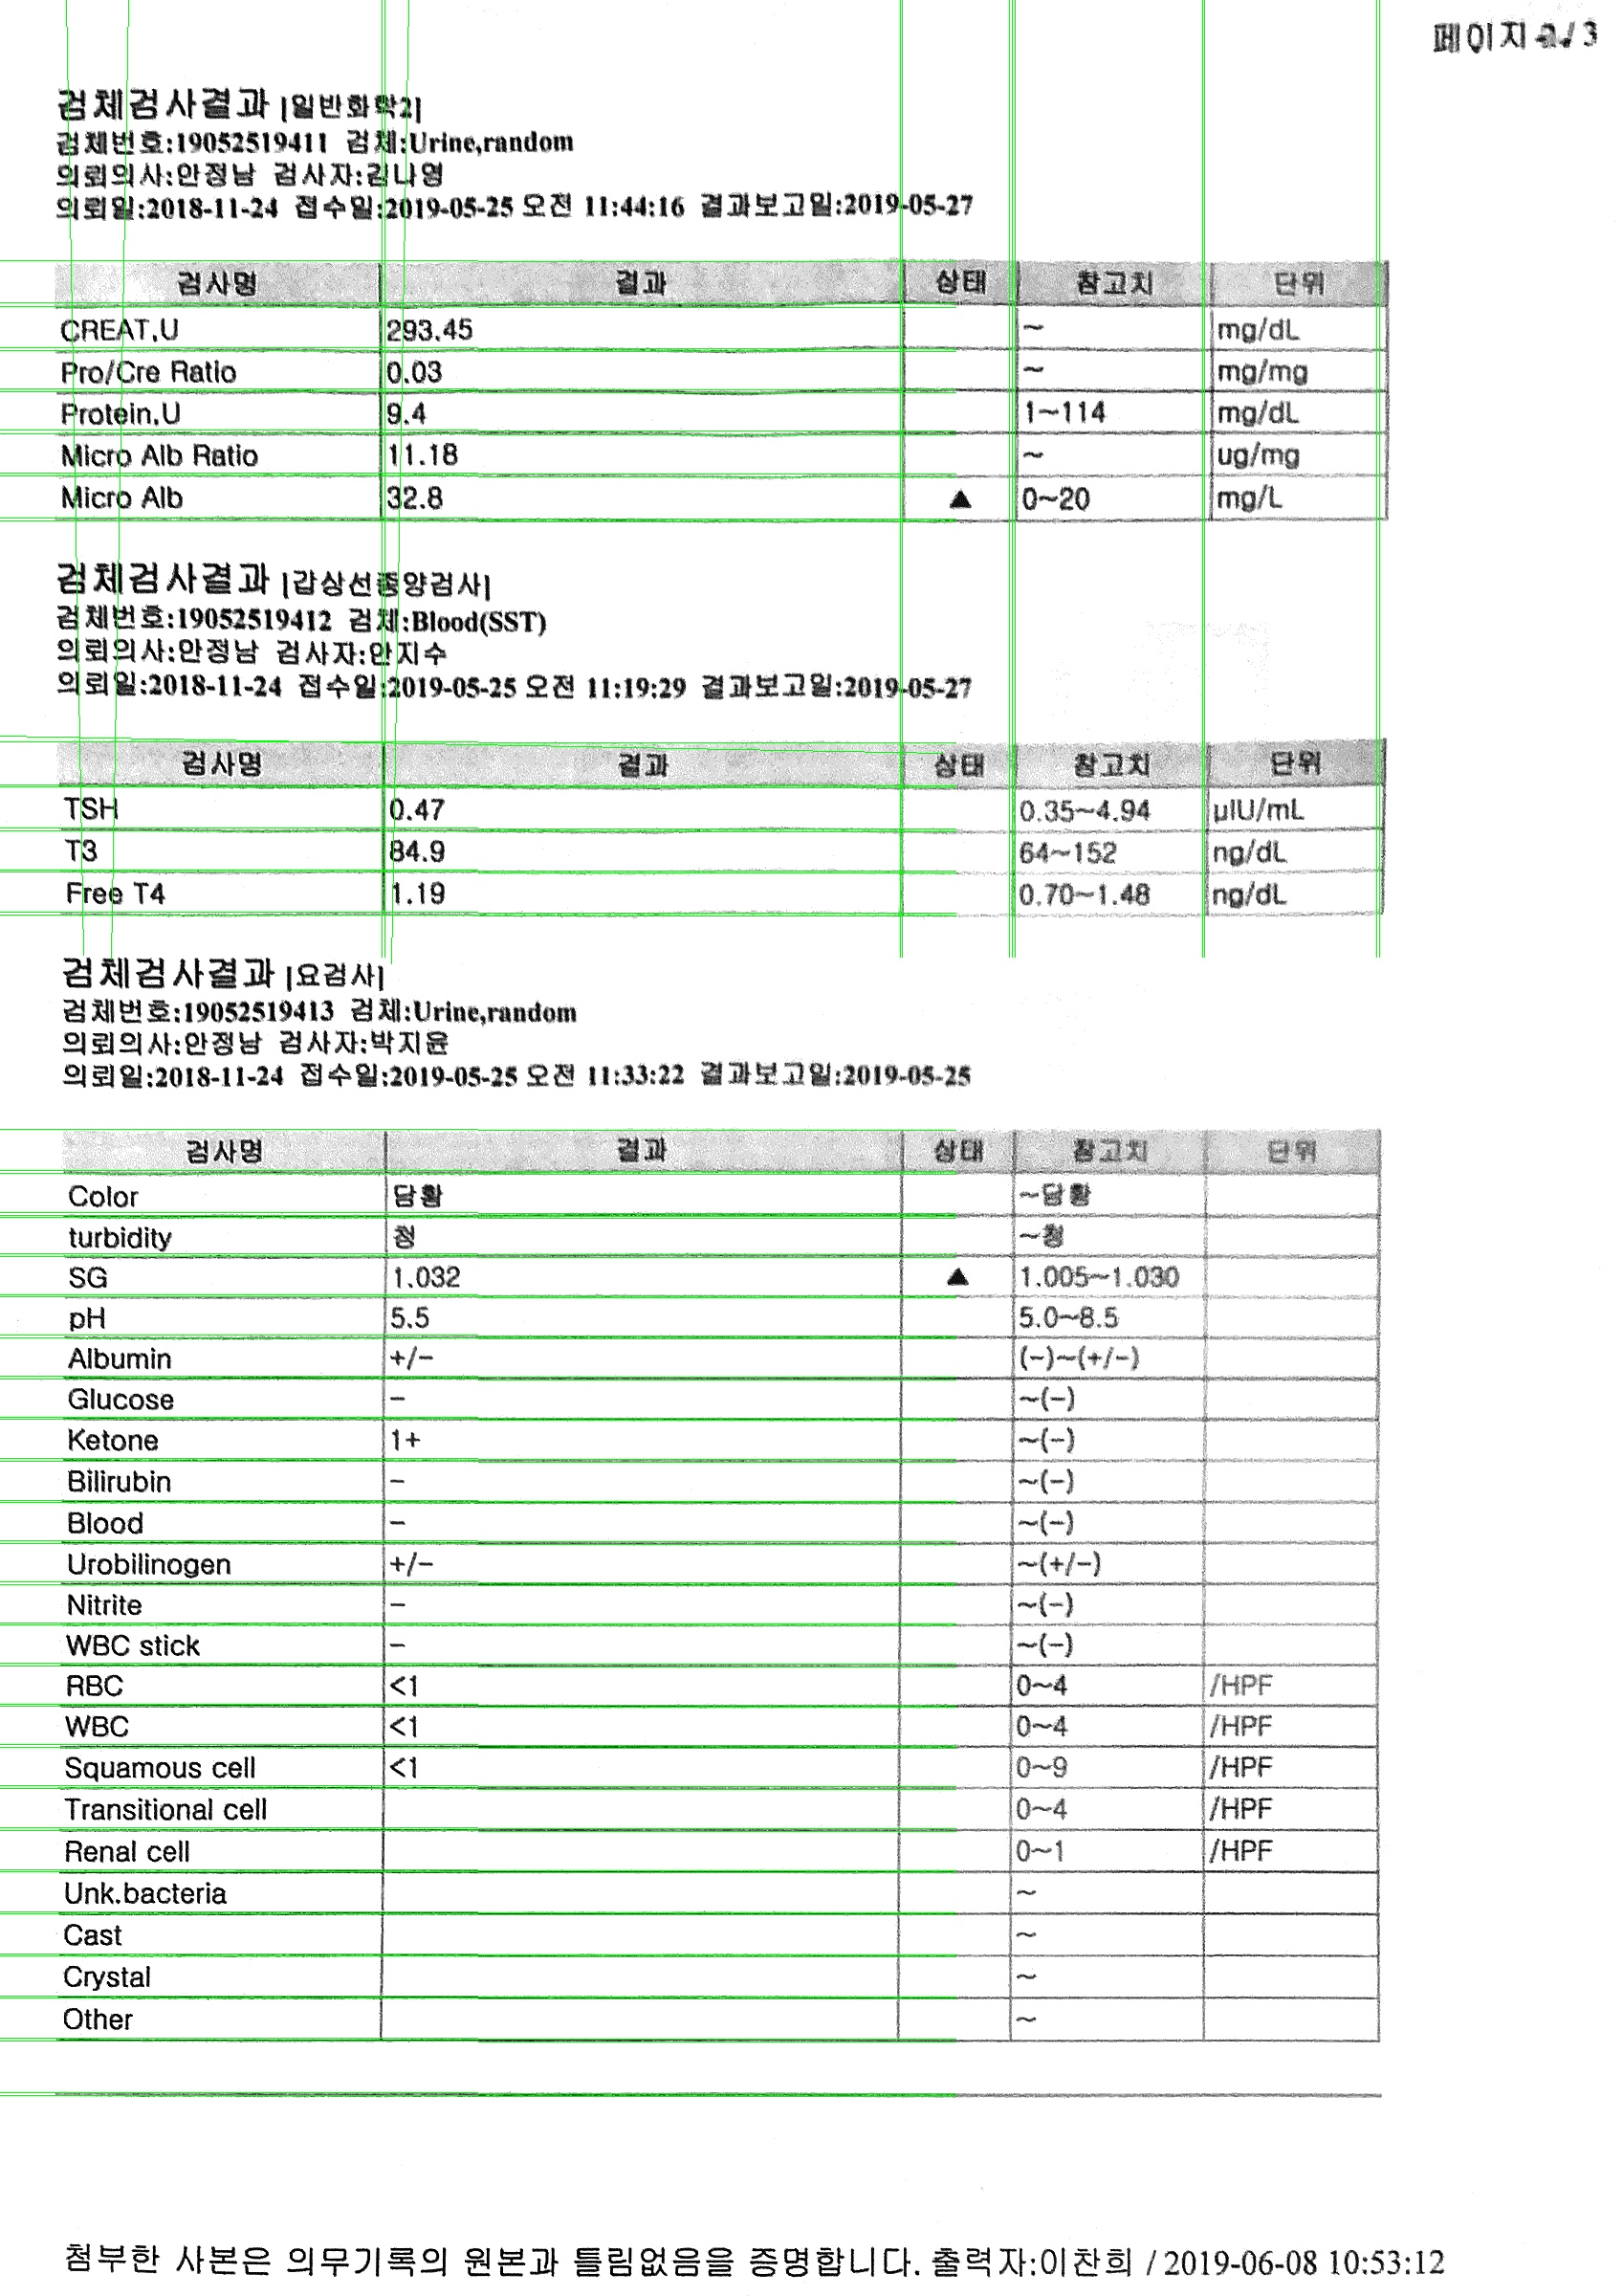 페이지 2 / 3
검체검사결과 [일반화학2]
검체번호:19052519411 검체:Urine,random
의뢰의사:안정남 검사자:김나영
의뢰일:2018-11-24 접수일:2019-05-25 오전 11:44:16 결과보고일:2019-05-27
검사명 결과 상태 참고치 단위
CREAT,U 293.45 ~ mg/dL
Pro/Cre Ratio 0.03 ~ mg/mg
Protein,U 9.4 1~114 mg/dL
Micro Alb Ratio 11.18 ~ ug/mg
Micro Alb 32.8 ▲ 0~20 mg/L
검체검사결과 [갑상선종양검사]
검체번호:19052519412 검체:Blood(SST)
의뢰의사:안정남 검사자:안지수
의뢰일:2018-11-24 접수일:2019-05-25 오전 11:19:29 결과보고일:2019-05-27
검사명 결과 상태 참고치 단위
TSH 0.47 0.35~4.94 μIU/mL
T3 84.9 64~152 ng/dL
Free T4 1.19 0.70~1.48 ng/dL
검체검사결과 [요검사]
검체번호:19052519413 검체:Urine,random
의뢰의사:안정남 검사자:박지윤
의뢰일:2018-11-24 접수일:2019-05-25 오전 11:33:22 결과보고일:2019-05-25
검사명 결과 상태 참고치 단위
Color 담황 ~담황
turbidity 청 ~청
SG 1.032 ▲ 1.005~1.030
pH 5.5 5.0~8.5
Albumin +/- (-)~(+/-)
Glucose - ~(-)
Ketone 1+ ~(-)
Bilirubin - ~(-)
Blood - ~(-)
Urobilinogen +/- ~(+/-)
Nitrite - ~(-)
WBC stick - ~(-)
RBC <1 0~4 /HPF
WBC <1 0~4 /HPF
Squamous cell <1 0~9 /HPF
Transitional cell 0~4 /HPF
Renal cell 0~1 /HPF
Unk.bacteria ~
Cast ~
Crystal ~
Other ~
첨부한 사본은 의무기록의 원본과 틀림없음을 증명합니다. 출력자:이찬희 / 2019-06-08 10:53:12